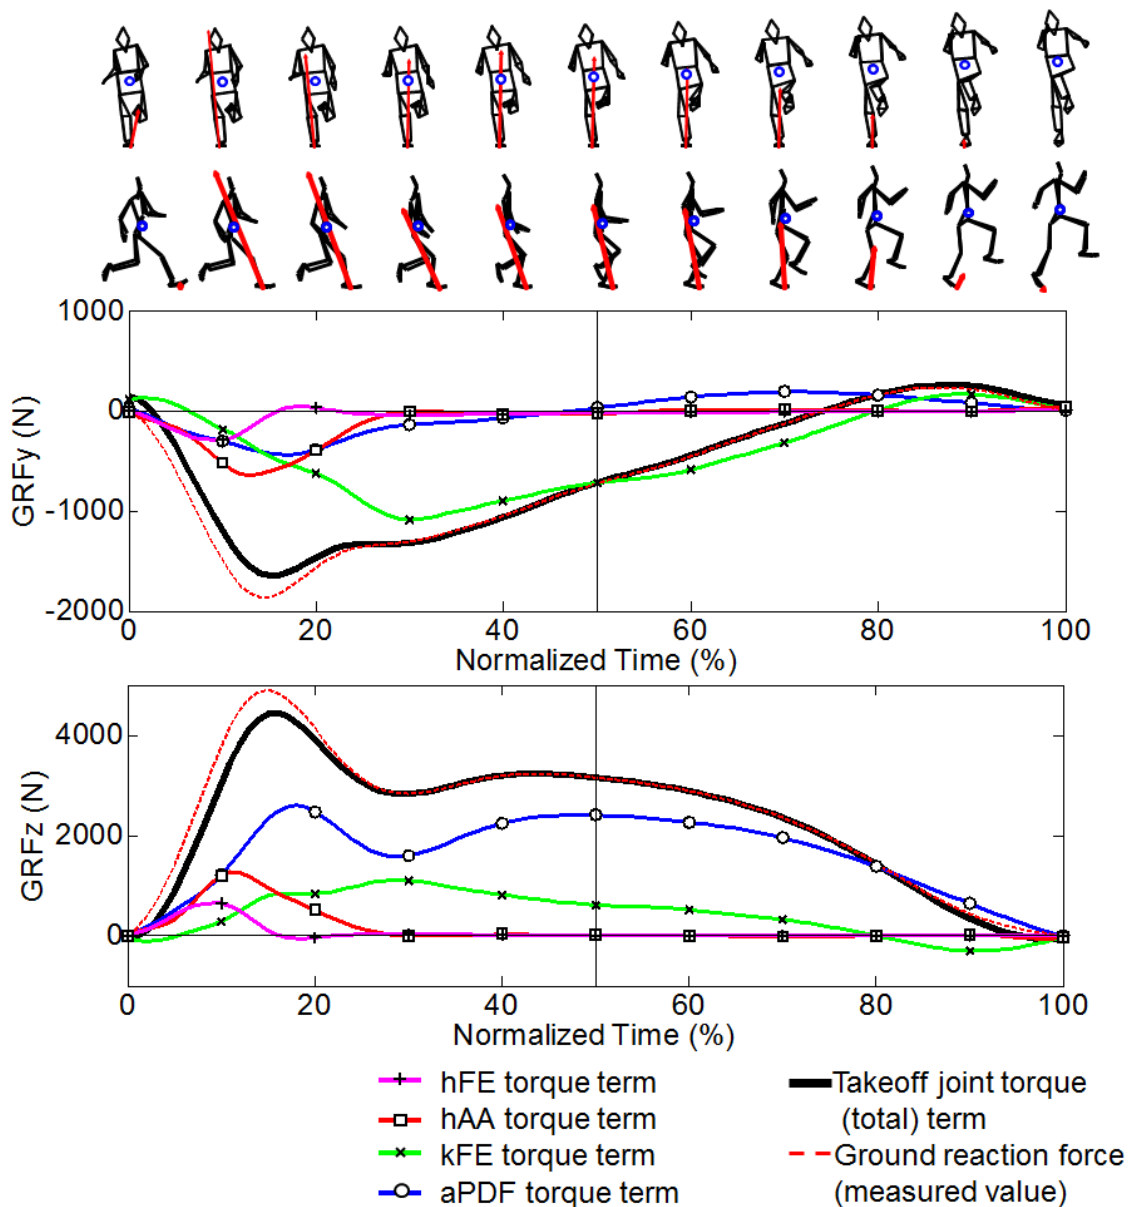 1000
0
-1000
-2000
GRFy (N)
0 20 40 60 80 100
Normalized Time (%)
4000
2000
0
GRFz (N)
0 20 40 60 80 100
Normalized Time (%)
hFE torque term
hAA torque term
kFE torque term
aPDF torque term
Takeoff joint torque
(total) term
Ground reaction force
(measured value)